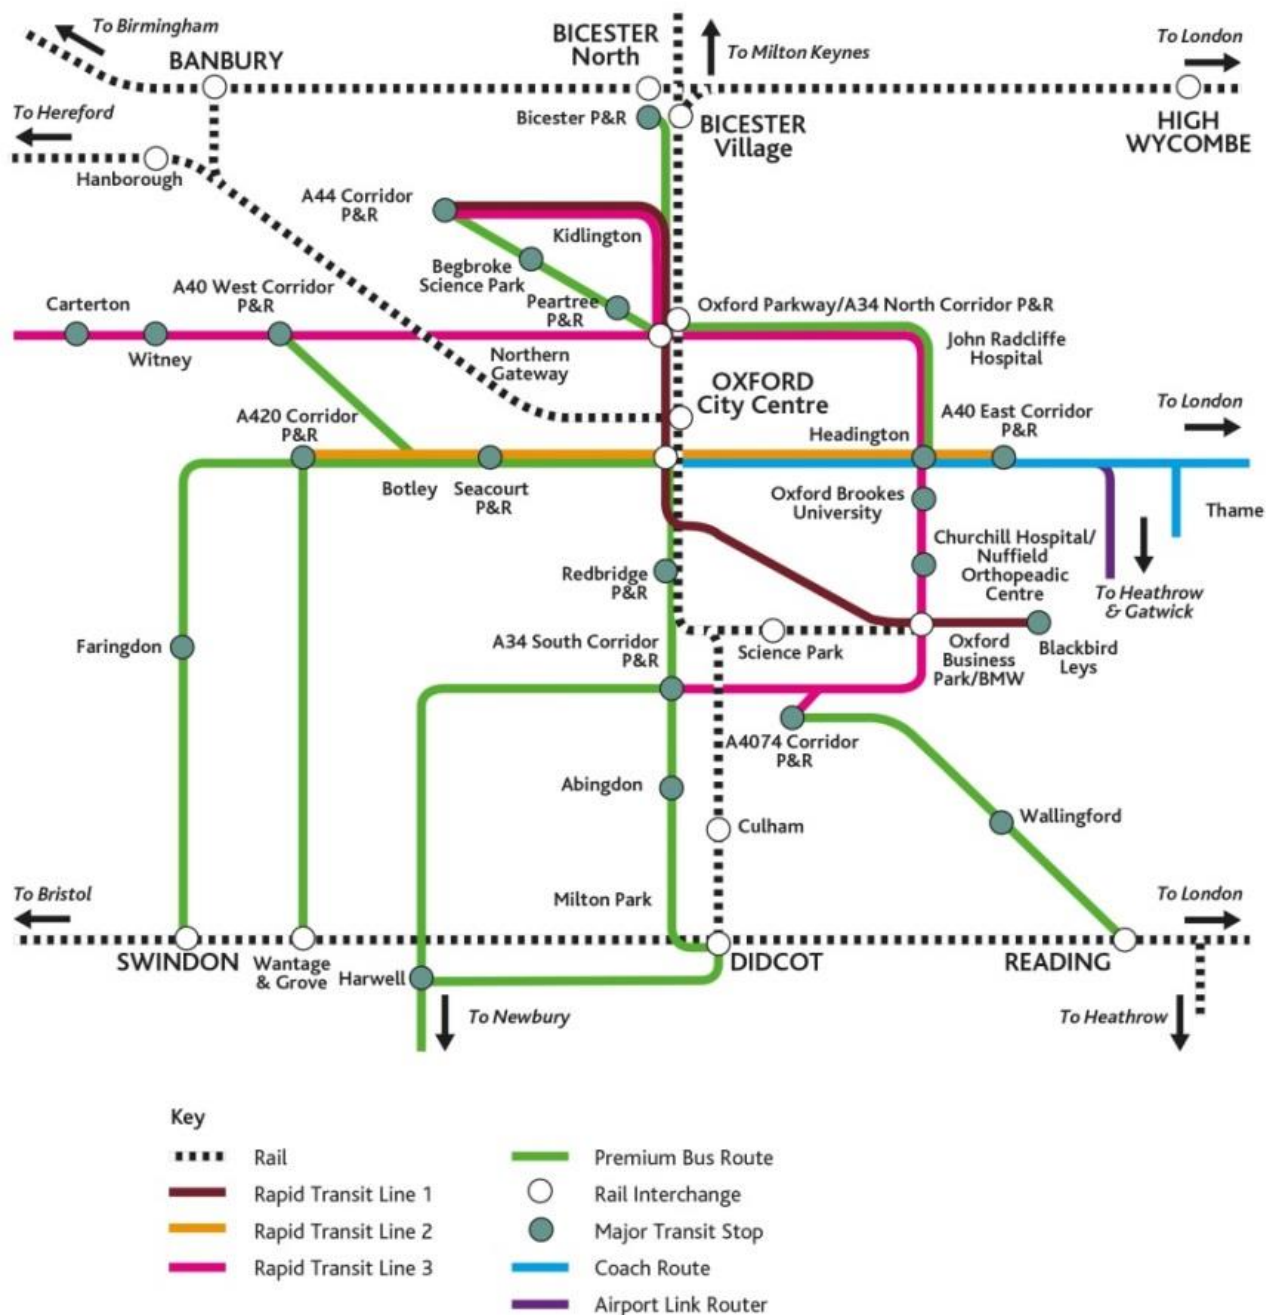 To Birmingham
BICESTER
North
To Milton Keynes
To London
BANBURY
To Hereford
Bicester P&R
BICESTER
Village
HIGH
WYCOMBE
Hanborough
A44 Corridor
P&R
Kidlington
Begbroke
Science Park
A40 West Corridor
P&R
Carterton
Peartree
P&R
Oxford Parkway/A34 North Corridor P&R
Witney
Northern
Gateway
John Radcliffe
Hospital
OXFORD
City Centre
A420 Corridor
P&R
Headington
A40 East Corridor
P&R
To London
Botley
Seacourt
P&R
Oxford Brookes
University
Thame
Churchill Hospital/
Nuffield
Orthopeadic
Centre
Redbridge
P&R
To Heathrow
& Gatwick
Faringdon
A34 South Corridor
P&R
Science Park
Oxford
Business
Park/BMW
Blackbird
Leys
A4074 Corridor
P&R
Abingdon
Culham
Wallingford
To Bristol
Milton Park
To London
SWINDON
Wantage
& Grove
Harwell
DIDCOT
READING
To Newbury
To Heathrow
Key
Rail
Rapid Transit Line 1
Rapid Transit Line 2
Rapid Transit Line 3
Premium Bus Route
Rail Interchange
Major Transit Stop
Coach Route
Airport Link Router